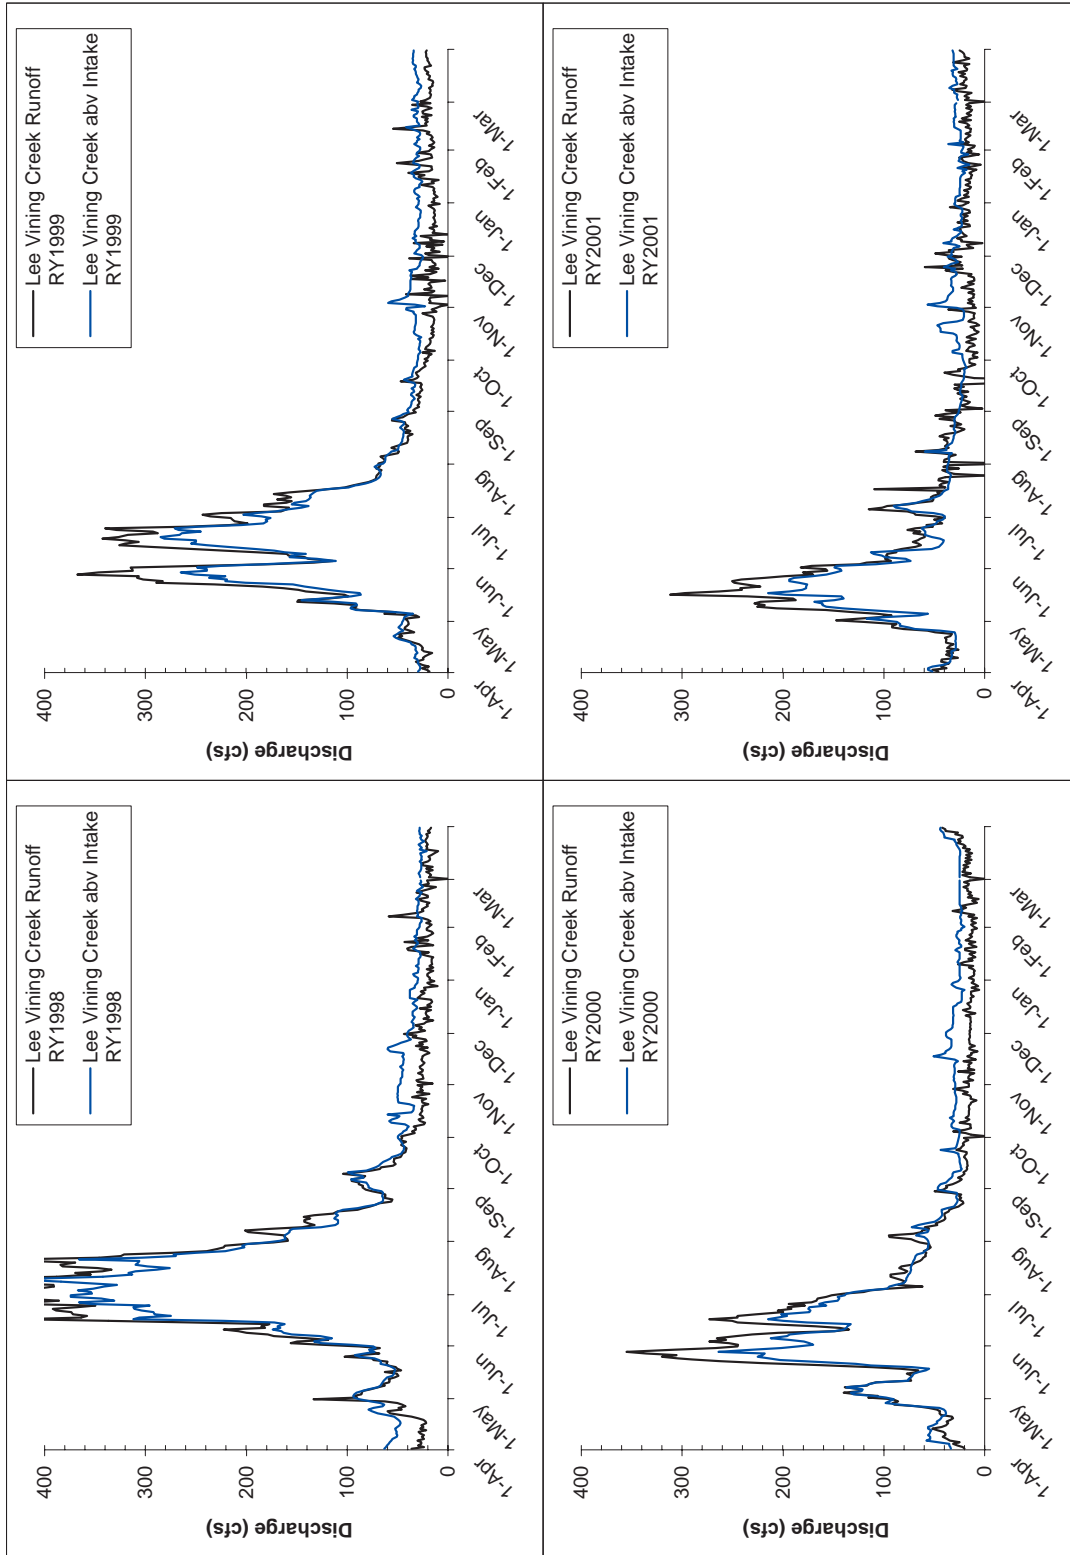 400
300
200
100
0
Discharge (cfs)
1-Apr
1-May
1-Jun
1-Jul
1-Aug
1-Sep
1-Oct
1-Nov
1-Dec
1-Jan
1-Feb
1-Mar
Lee Vining Creek Runoff
RY1998
Lee Vining Creek abv Intake
RY1998
400
300
200
100
0
Discharge (cfs)
1-Apr
1-May
1-Jun
1-Jul
1-Aug
1-Sep
1-Oct
1-Nov
1-Dec
1-Jan
1-Feb
1-Mar
Lee Vining Creek Runoff
RY1999
Lee Vining Creek abv Intake
RY1999
400
300
200
100
0
Discharge (cfs)
1-Apr
1-May
1-Jun
1-Jul
1-Aug
1-Sep
1-Oct
1-Nov
1-Dec
1-Jan
1-Feb
1-Mar
Lee Vining Creek Runoff
RY2000
Lee Vining Creek abv Intake
RY2000
400
300
200
100
0
Discharge (cfs)
1-Apr
1-May
1-Jun
1-Jul
1-Aug
1-Sep
1-Oct
1-Nov
1-Dec
1-Jan
1-Feb
1-Mar
Lee Vining Creek Runoff
RY2001
Lee Vining Creek abv Intake
RY2001